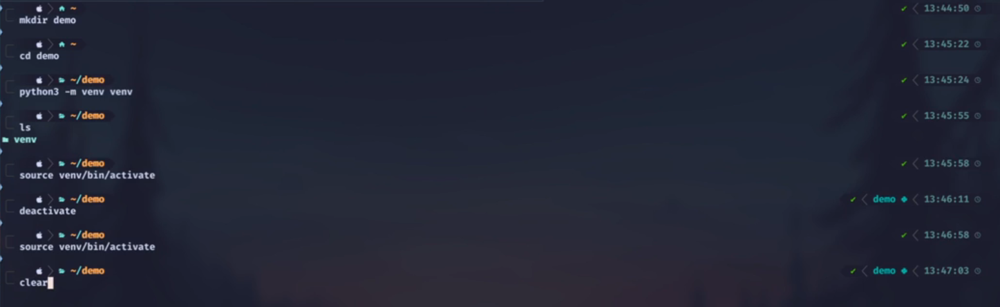 ~ ✔ 13:44:50
mkdir demo
~ ✔ 13:45:22
cd demo
~/demo ✔ 13:45:24
python3 -m venv venv
~/demo ✔ 13:45:55
ls
venv
~/demo ✔ 13:45:58
source venv/bin/activate
~/demo ✔ demo 13:46:11
deactivate
~/demo ✔ 13:46:58
source venv/bin/activate
~/demo ✔ demo 13:47:03
clear